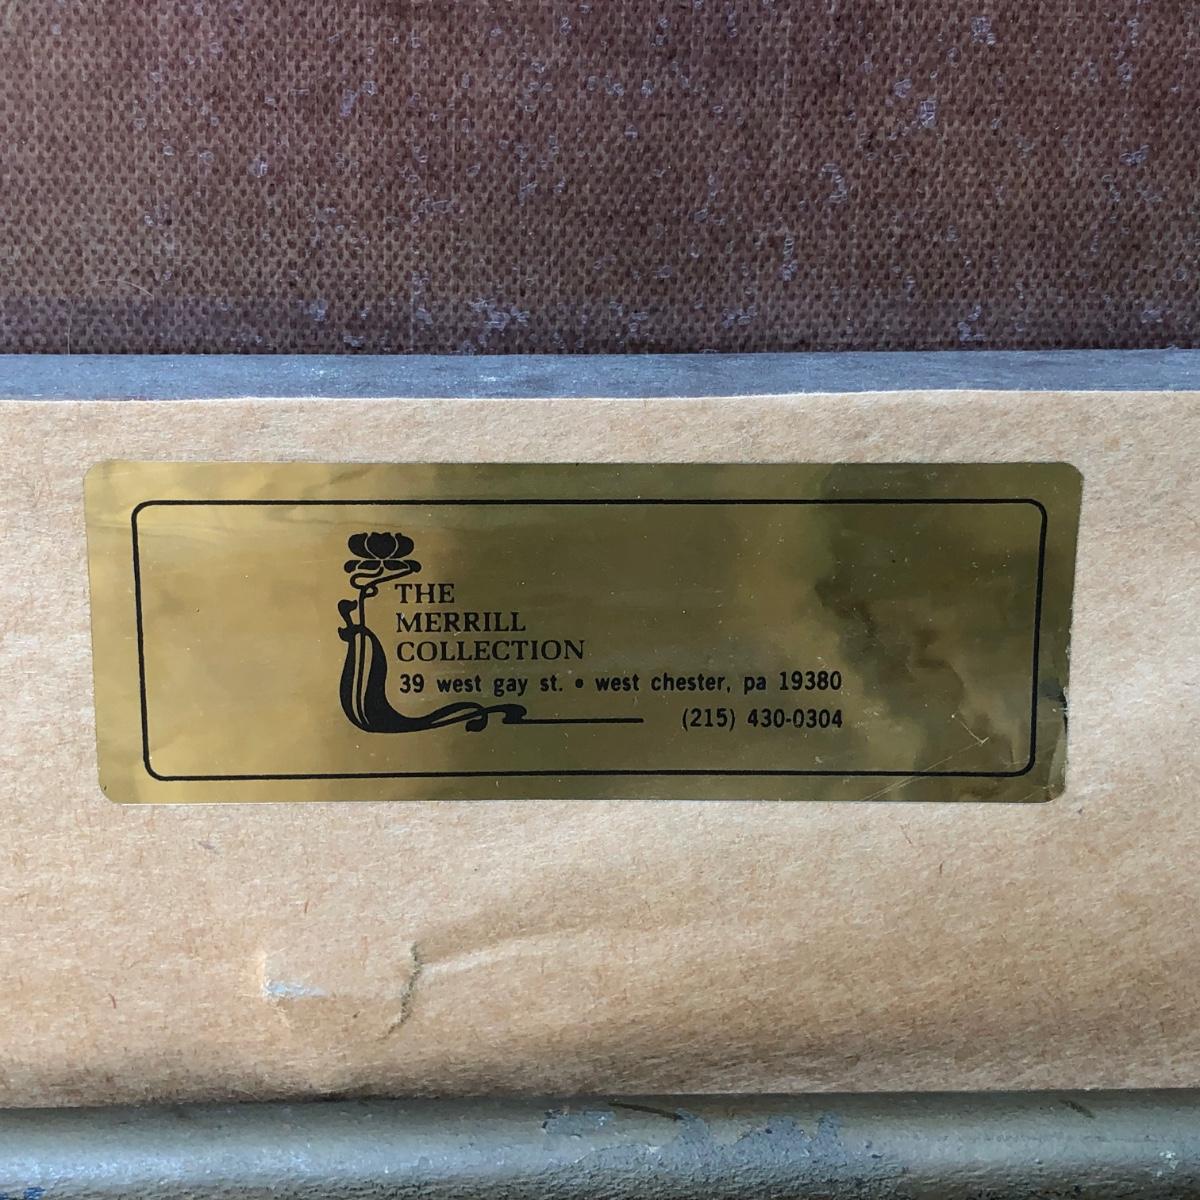 THE
MERRILL
COLLECTION
39 west gay st. • west chester, pa 19380
(215) 430-0304